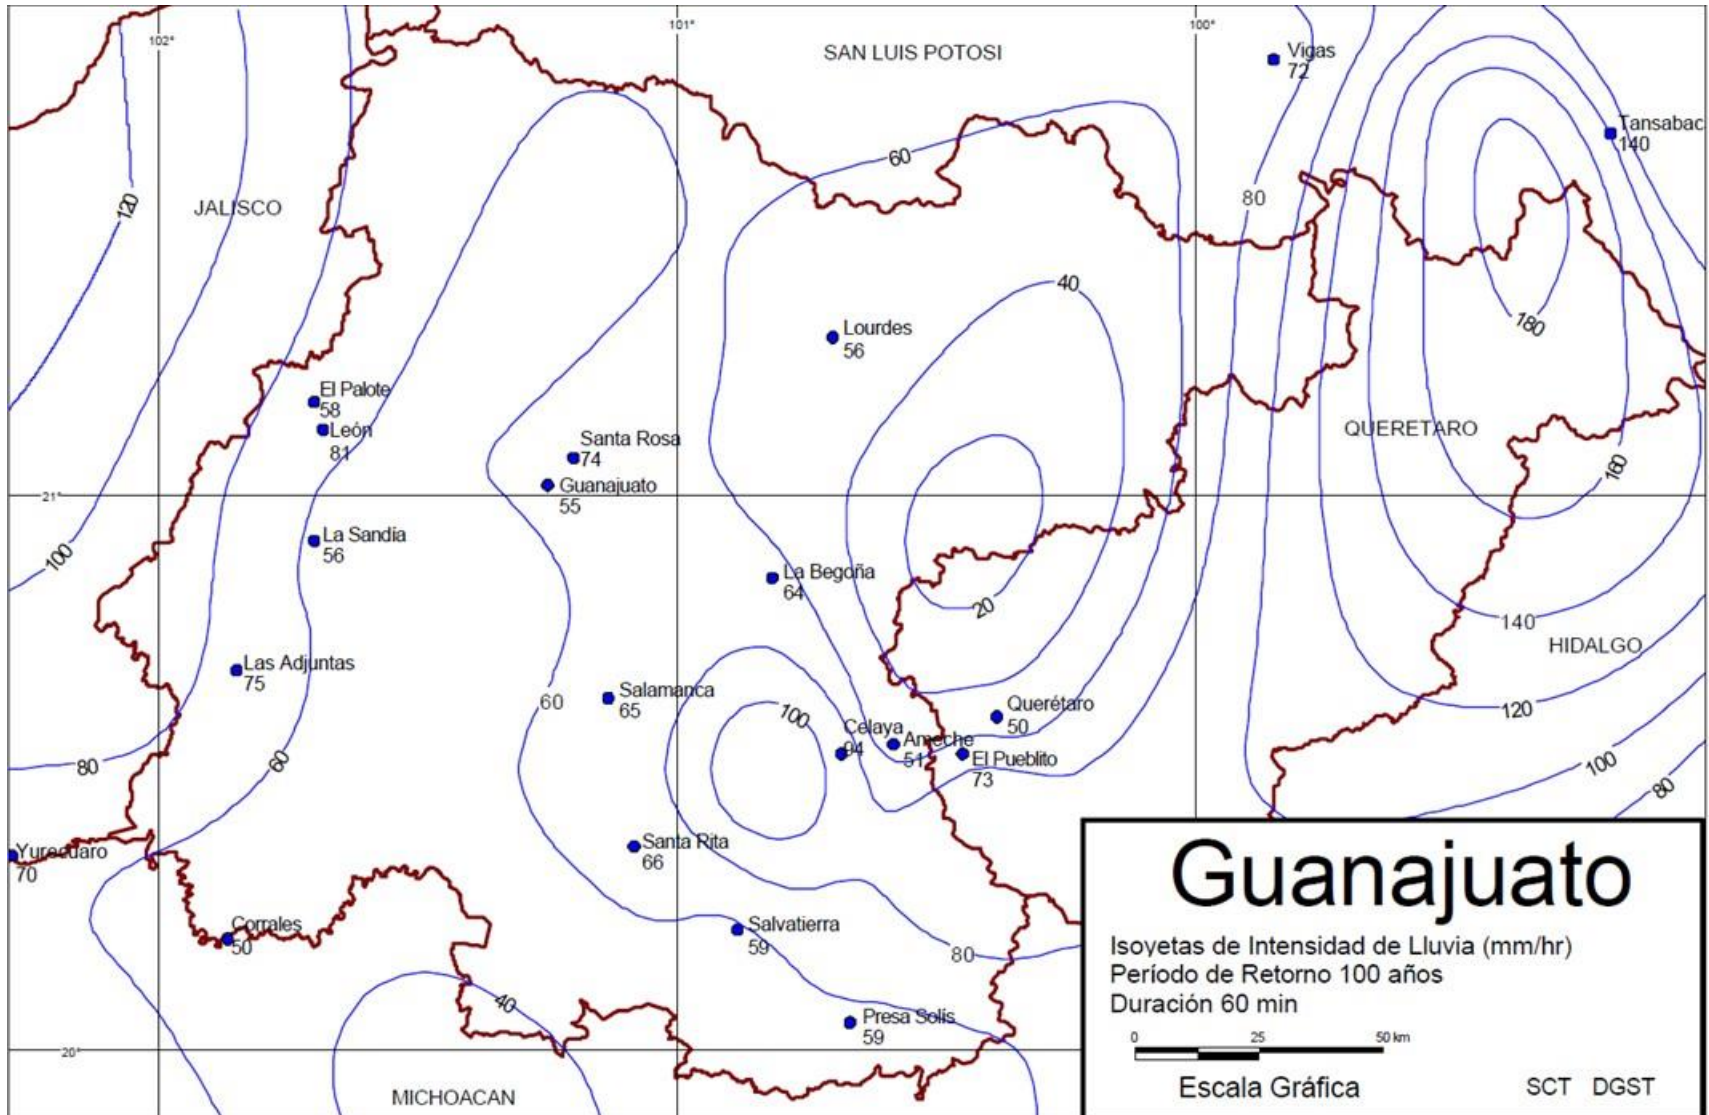 102°
101°
100°
SAN LUIS POTOSI
Vigas
72
Tansabac
140
120
JALISCO
60
80
40
180
Lourdes
56
El Palote
58
León
81
Santa Rosa
74
QUERETARO
160
21°
Guanajuato
55
100
La Sandía
56
La Begoña
64
20
140
HIDALGO
Las Adjuntas
75
60
Salamanca
65
100
Querétaro
50
120
Celaya
94
Ameche
51
El Pueblito
73
80
60
100
80
Yurecuaro
70
Santa Rita
66
Corrales
50
Salvatierra
59
80
40
Presa Solís
59
20°
MICHOACAN
Guanajuato
Isoyetas de Intensidad de Lluvia (mm/hr)
Período de Retorno 100 años
Duración 60 min
0 25 50 km
Escala Gráfica
SCT DGST